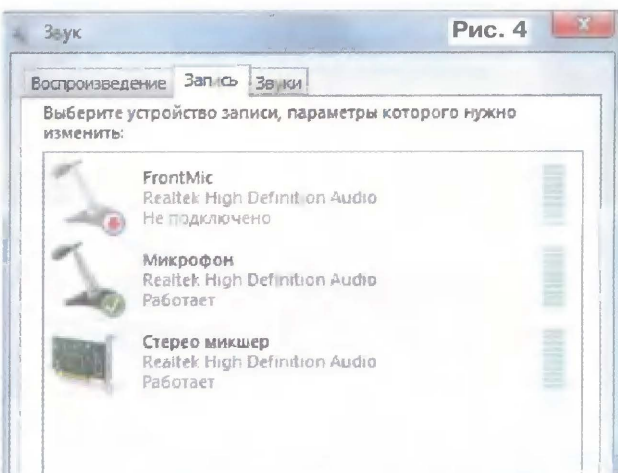 Звук
Рис. 4
Воспроизведение Запись Звуки
Выберите устройство записи, параметры которого нужно
изменить:
FrontMic
Realtek High Definition Audio
Не подключено
Микрофон
Realtek High Definition Audio
Работает
Стерео микшер
Realtek High Definition Audio
Работает